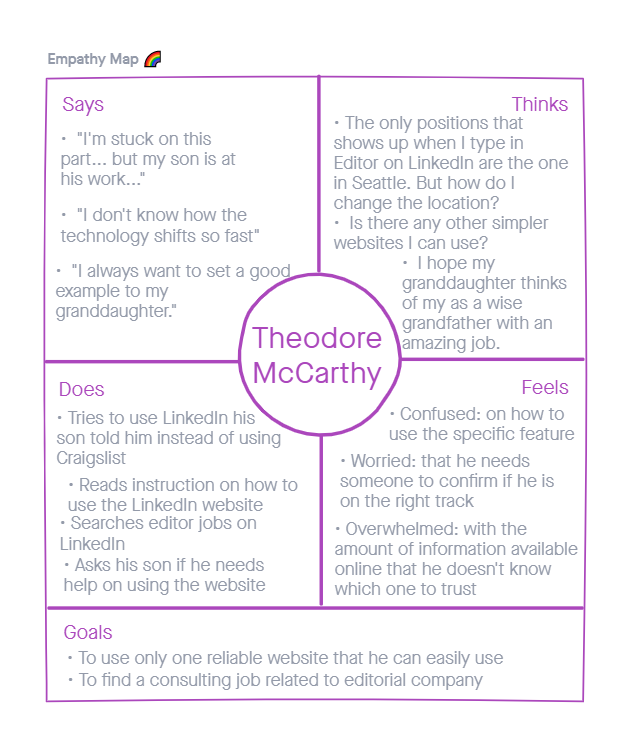 Empathy Map 🌈
Says
• "I'm stuck on this
part... but my son is at
his work..."
• "I don't know how the
technology shifts so fast"
• "I always want to set a good
example to my
granddaughter."
Thinks
• The only positions that
shows up when I type in
Editor on LinkedIn are the one
in Seattle. But how do I
change the location?
• Is there any other simpler
websites I can use?
• I hope my
granddaughter thinks
of my as a wise
grandfather with an
amazing job.
Theodore
McCarthy
Does
• Tries to use LinkedIn his
son told him instead of using
Craigslist
• Reads instruction on how to
use the LinkedIn website
• Searches editor jobs on
LinkedIn
• Asks his son if he needs
help on using the website
Feels
• Confused: on how to
use the specific feature
• Worried: that he needs
someone to confirm if he is
on the right track
• Overwhelmed: with the
amount of information available
online that he doesn't know
which one to trust
Goals
• To use only one reliable website that he can easily use
• To find a consulting job related to editorial company